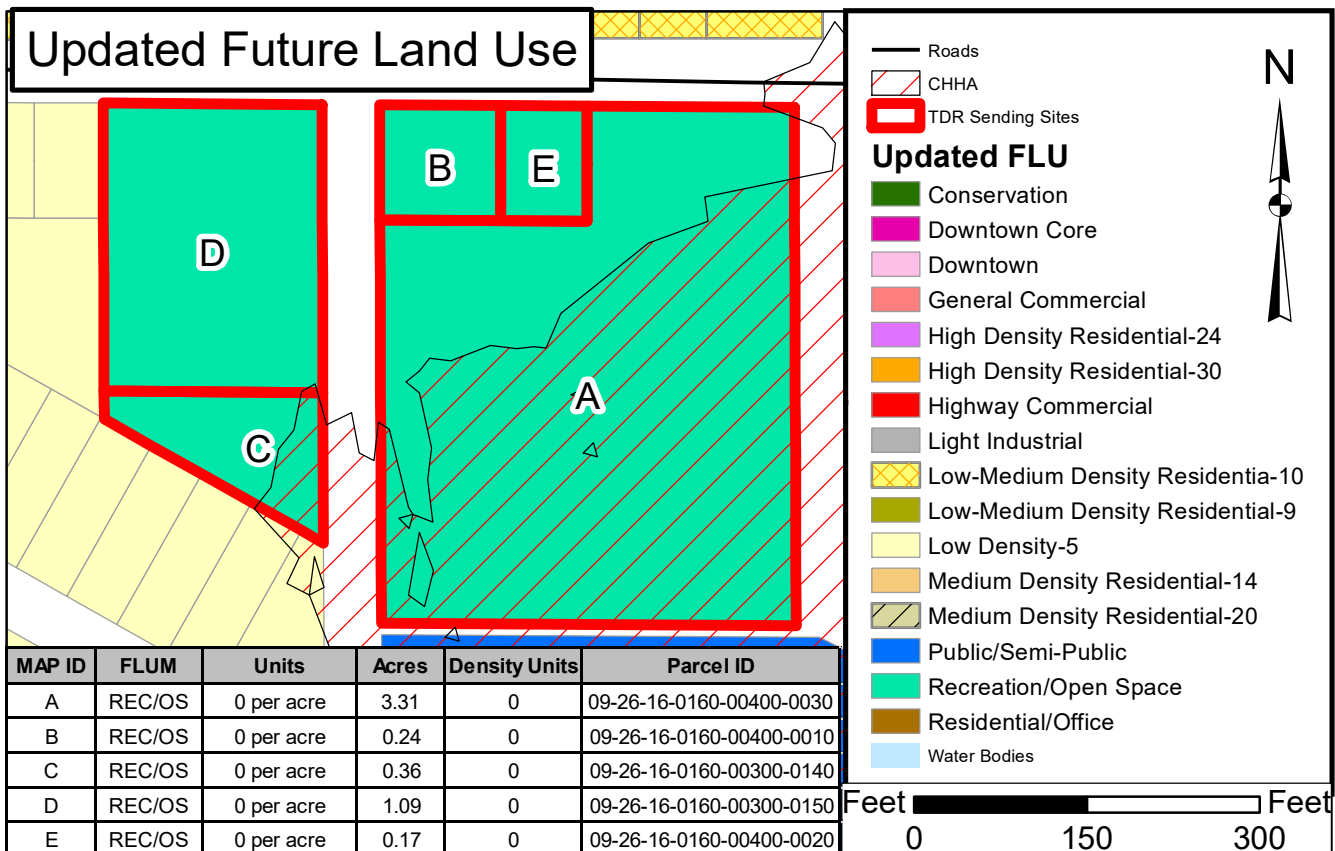 Updated Future Land Use
B
E
D
A
C
MAP ID FLUM Units Acres Density Units Parcel ID
A REC/OS 0 per acre 3.31 0 09-26-16-0160-00400-0030
B REC/OS 0 per acre 0.24 0 09-26-16-0160-00400-0010
C REC/OS 0 per acre 0.36 0 09-26-16-0160-00300-0140
D REC/OS 0 per acre 1.09 0 09-26-16-0160-00300-0150
E REC/OS 0 per acre 0.17 0 09-26-16-0160-00400-0020
Roads
CHHA
TDR Sending Sites
Updated FLU
Conservation
Downtown Core
Downtown
General Commercial
High Density Residential-24
High Density Residential-30
Highway Commercial
Light Industrial
Low-Medium Density Residentia-10
Low-Medium Density Residential-9
Low Density-5
Medium Density Residential-14
Medium Density Residential-20
Public/Semi-Public
Recreation/Open Space
Residential/Office
Water Bodies
N
Feet Feet
0 150 300